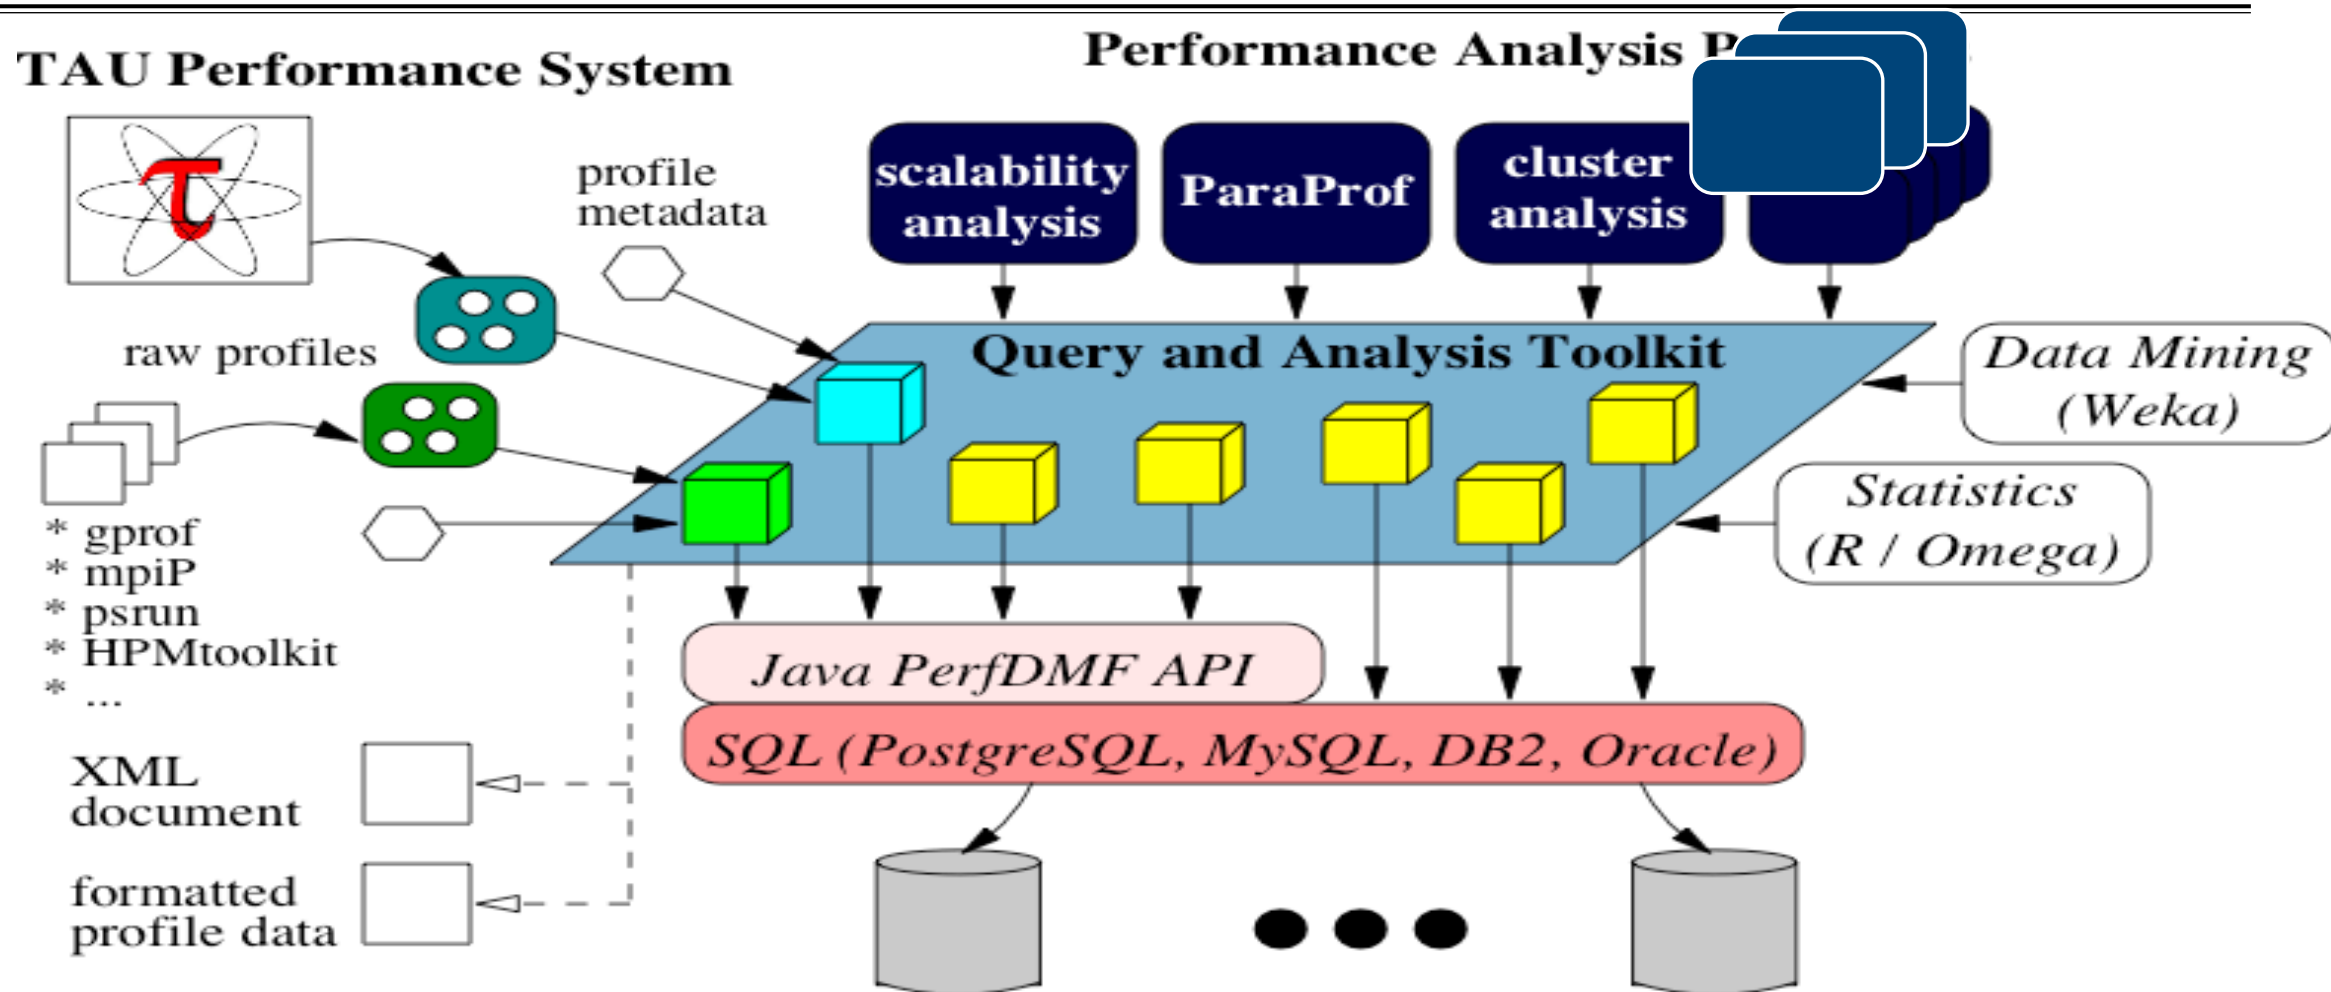 TAU Performance System
Performance Analysis
profile
metadata
scalability
analysis
ParaProf
cluster
analysis
τ
raw profiles
Query and Analysis Toolkit
Data Mining
(Weka)
Statistics
(R / Omega)
* gprof
* mpiP
* psrun
* HPMtoolkit
* ...
Java PerfDMF API
SQL (PostgreSQL, MySQL, DB2, Oracle)
XML
document
formatted
profile data